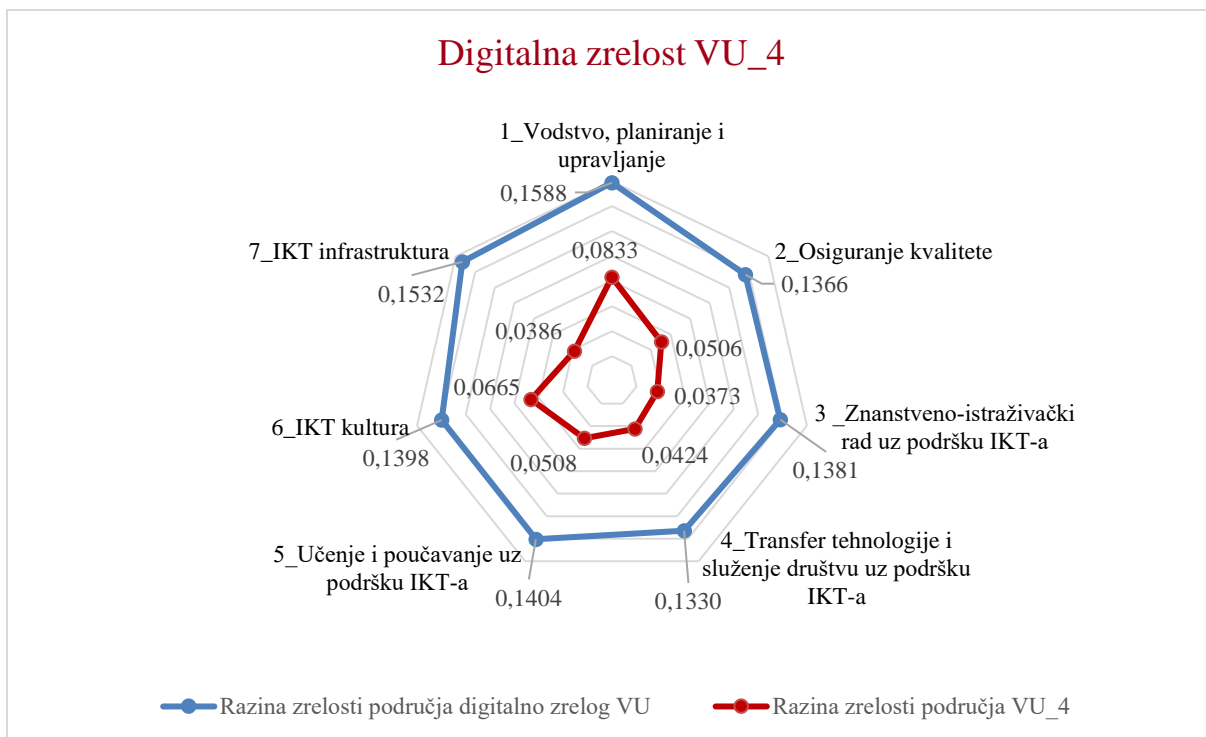 Digitalna zrelost VU_4
1_Vodstvo, planiranje i
upravljanje
0,1588
0,0833
7_IKT infrastruktura
2_Osiguranje kvalitete
0,1532
0,1366
0,0386
0,0506
0,0665
0,0373
6_IKT kultura
3 _Znanstveno-istraživački
rad uz podršku IKT-a
0,1398
0,1381
0,0508
0,0424
5_Učenje i poučavanje uz
podršku IKT-a
0,1404
4_Transfer tehnologije i
služenje društvu uz podršku
IKT-a
0,1330
Razina zrelosti područja digitalno zrelog VU
Razina zrelosti područja VU_4